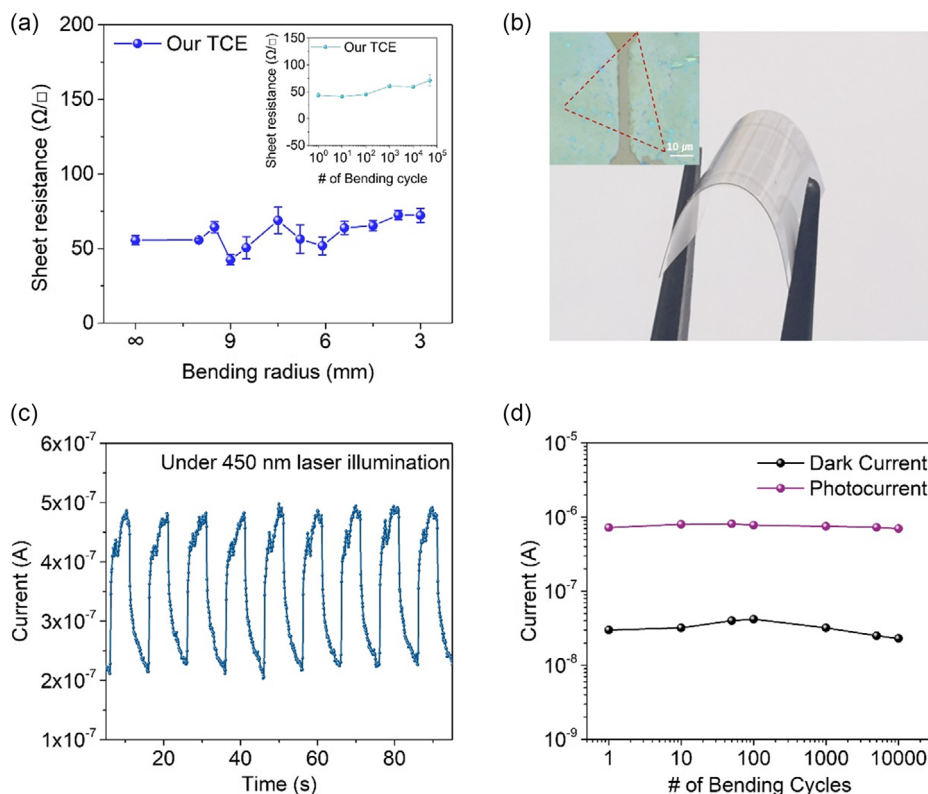 (a)
200
150
100
50
0
Sheet resistance (Ω/□)
Our TCE
∞ 9 6 3
Bending radius (mm)
150
100
50
0
-50
Sheet resistance (Ω/□)
Our TCE
10⁰ 10¹ 10² 10³ 10⁴ 10⁵
# of Bending cycle
(b)
10 μm
(c)
6x10⁻⁷
5x10⁻⁷
4x10⁻⁷
3x10⁻⁷
2x10⁻⁷
1x10⁻⁷
Current (A)
Under 450 nm laser illumination
20 40 60 80
Time (s)
(d)
10⁻⁵
10⁻⁶
10⁻⁷
10⁻⁸
10⁻⁹
Current (A)
Dark Current
Photocurrent
1 10 100 1000 10000
# of Bending Cycles